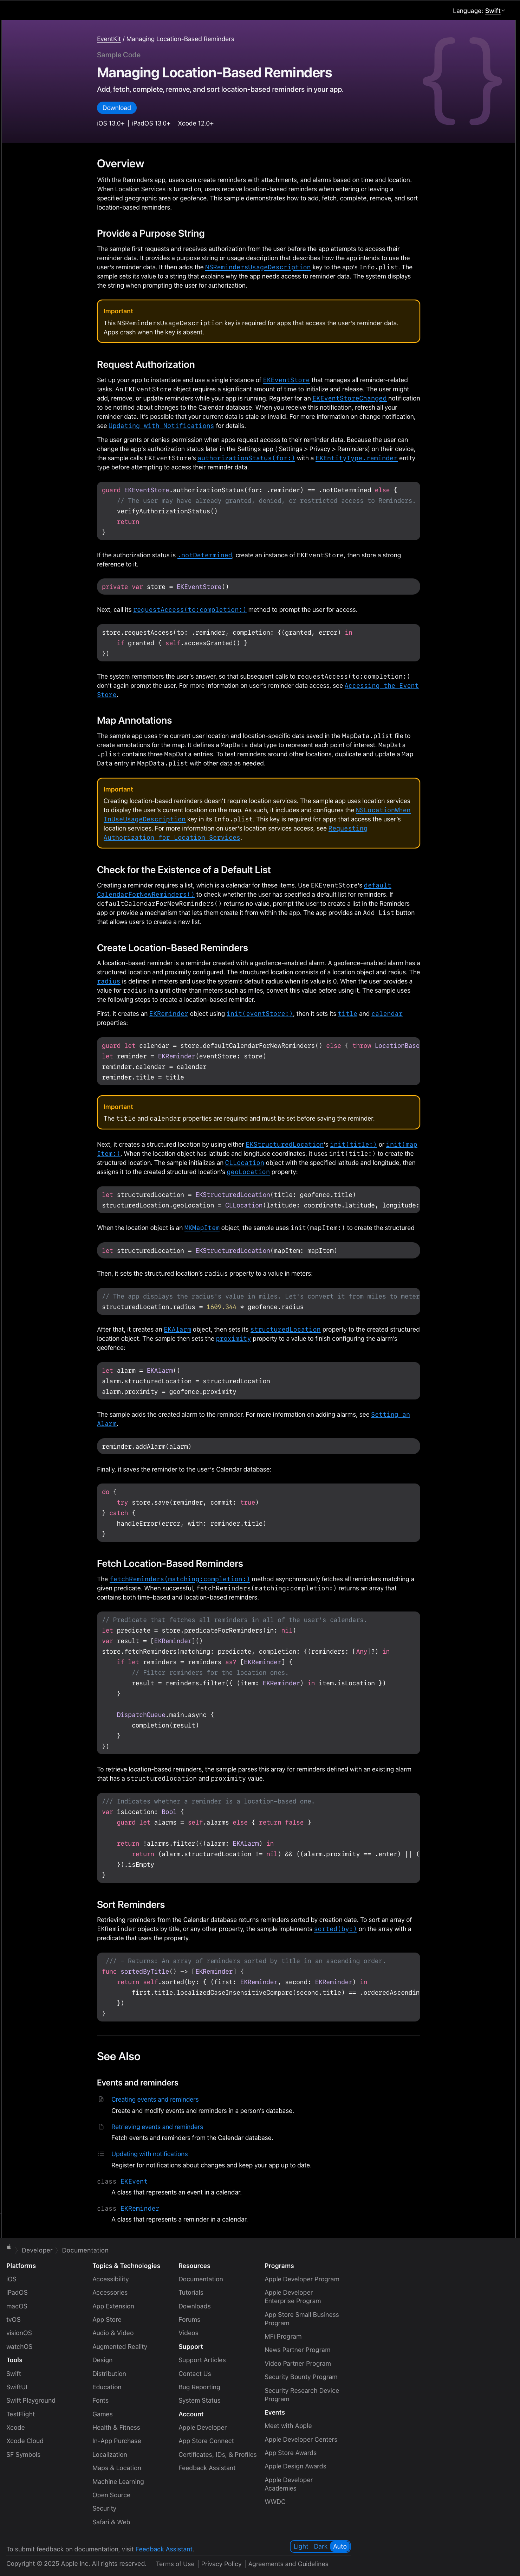 Language: Swift
EventKit / Managing Location-Based Reminders
Sample Code
Managing Location-Based Reminders
Add, fetch, complete, remove, and sort location-based reminders in your app.
Download
iOS 13.0+ | iPadOS 13.0+ | Xcode 12.0+
{}
Overview
With the Reminders app, users can create reminders with attachments, and alarms based on time and location.
When Location Services is turned on, users receive location-based reminders when entering or leaving a
specified geographic area or geofence. This sample demonstrates how to add, fetch, complete, remove, and sort
location-based reminders.
Provide a Purpose String
The sample first requests and receives authorization from the user before the app attempts to access their
reminder data. It then provides a purpose or usage description that describes how the app intends to use the
user's reminder data. It then adds the NSRemindersUsageDescription key to the app's Info.plist. The
sample sets its value to a string that explains why the app needs access to reminder data. The system displays
the string when prompting the user for authorization.
Important
This NSRemindersUsageDescription key is required for apps that access the user's reminder data.
Apps crash when the key is absent.
Request Authorization
Set up your app to instantiate and use a single instance of EKEventStore that manages all reminder-related
tasks. An EKEventStore object requires a significant amount of time to initialize and release. The user might
add, remove, or update reminders while your app is running. Register for an EKEventStoreChanged notification
to be notified about changes to the Calendar database. When you receive this notification, refresh all your
reminder data. It's possible that your current data is stale or invalid. For more information on change notification,
see Updating with Notifications for details.
The user grants or denies permission when apps request access to their reminder data. Because the user can
change the app's authorization status later in the Settings app ( Settings > Privacy > Reminders) on their device,
the sample calls EKEventStore's authorizationStatus(for:) with a EKEntityType.reminder entity
type before attempting to access their reminder data.
guard EKEventStore.authorizationStatus(for: .reminder) == .notDetermined else {
// The user may have already granted, denied, or restricted access to Reminders.
verifyAuthorizationStatus()
return
}
If the authorization status is .notDetermined, create an instance of EKEventStore, then store a strong
reference to it.
private var store = EKEventStore()
Next, call its requestAccess(to:completion:) method to prompt the user for access.
store.requestAccess(to: .reminder, completion: {(granted, error) in
if granted { self.accessGranted() }
})
The system remembers the user's answer, so that subsequent calls to requestAccess(to:completion:)
don't again prompt the user. For more information on user's reminder data access, see Accessing the Event
Store.
Map Annotations
The sample app uses the current user location and user-specific location data saved in the MapData.plist file to
create annotations for the map. It defines a MapData data type to represent each point of interest. MapData
.plist contains three MapData entries. To test reminders around other locations, duplicate and update a Map
Data entry in MapData.plist with other data as needed.
Important
Creating location-based reminders doesn't require location services. The sample app uses location services
to display the user's current location on the map. As such, it includes and configures the NSLocationWhen
InUseUsageDescription key in its Info.plist. This key is required for apps that access the user's
location services. For more information on user's location services access, see Requesting
Authorization for Location Services.
Check for the Existence of a Default List
Creating a reminder requires a list, which is a calendar for these items. Use EKEventStore's default
CalendarForNewReminders() to check whether the user has specified a default list for reminders. If
defaultCalendarForNewReminders() returns no value, prompt the user to create a list in the Reminders
app or provide a mechanism that lets them create it from within the app. The app provides an Add List button
that allows users to create a new list.
Create Location-Based Reminders
A location-based reminder is a reminder created with a geofence-enabled alarm. A geofence-enabled alarm has a
structured location and proximity configured. The structured location consists of a location object and radius. The
radius is defined in meters and uses the system's default radius when its value is 0. When the user provides a
value for radius in a unit other than meters such as miles, convert this value before using it. The sample uses
the following steps to create a location-based reminder.
First, it creates an EKReminder object using init(eventStore:), then it sets its title and calendar
properties:
guard let calendar = store.defaultCalendarForNewReminders() else { throw LocationBase
let reminder = EKReminder(eventStore: store)
reminder.calendar = calendar
reminder.title = title
Important
The title and calendar properties are required and must be set before saving the reminder.
Next, it creates a structured location by using either EKStructuredLocation's init(title:) or init(map
Item:). When the location object has latitude and longitude coordinates, it uses init(title:) to create the
structured location. The sample initializes an CLLocation object with the specified latitude and longitude, then
assigns it to the created structured location's geoLocation property:
let structuredLocation = EKStructuredLocation(title: geofence.title)
structuredLocation.geoLocation = CLLocation(latitude: coordinate.latitude, longitude:
When the location object is an MKMapItem object, the sample uses init(mapItem:) to create the structured
let structuredLocation = EKStructuredLocation(mapItem: mapItem)
Then, it sets the structured location's radius property to a value in meters:
// The app displays the radius's value in miles. Let's convert it from miles to meter
structuredLocation.radius = 1609.344 * geofence.radius
After that, it creates an EKAlarm object, then sets its structuredLocation property to the created structured
location object. The sample then sets the proximity property to a value to finish configuring the alarm's
geofence:
let alarm = EKAlarm()
alarm.structuredLocation = structuredLocation
alarm.proximity = geofence.proximity
The sample adds the created alarm to the reminder. For more information on adding alarms, see Setting an
Alarm.
reminder.addAlarm(alarm)
Finally, it saves the reminder to the user's Calendar database:
do {
try store.save(reminder, commit: true)
} catch {
handleError(error, with: reminder.title)
}
Fetch Location-Based Reminders
The fetchReminders(matching:completion:) method asynchronously fetches all reminders matching a
given predicate. When successful, fetchReminders(matching:completion:) returns an array that
contains both time-based and location-based reminders.
// Predicate that fetches all reminders in all of the user's calendars.
let predicate = store.predicateForReminders(in: nil)
var result = [EKReminder]()
store.fetchReminders(matching: predicate, completion: {(reminders: [Any]?) in
if let reminders = reminders as? [EKReminder] {
// Filter reminders for the location ones.
result = reminders.filter({ (item: EKReminder) in item.isLocation })
}
DispatchQueue.main.async {
completion(result)
}
})
To retrieve location-based reminders, the sample parses this array for reminders defined with an existing alarm
that has a structuredlocation and proximity value.
/// Indicates whether a reminder is a location-based one.
var isLocation: Bool {
guard let alarms = self.alarms else { return false }
return !alarms.filter({(alarm: EKAlarm) in
return (alarm.structuredLocation != nil) && ((alarm.proximity == .enter) || (
}).isEmpty
}
Sort Reminders
Retrieving reminders from the Calendar database returns reminders sorted by creation date. To sort an array of
EKReminder objects by title, or any other property, the sample implements sorted(by:) on the array with a
predicate that uses the property.
/// - Returns: An array of reminders sorted by title in an ascending order.
func sortedByTitle() -> [EKReminder] {
return self.sorted(by: { (first: EKReminder, second: EKReminder) in
first.title.localizedCaseInsensitiveCompare(second.title) == .orderedAscending
})
}
See Also
Events and reminders
Creating events and reminders
Create and modify events and reminders in a person's database.
Retrieving events and reminders
Fetch events and reminders from the Calendar database.
Updating with notifications
Register for notifications about changes and keep your app up to date.
class EKEvent
A class that represents an event in a calendar.
class EKReminder
A class that represents a reminder in a calendar.
Developer Documentation
Platforms
iOS
iPadOS
macOS
tvOS
visionOS
watchOS
Tools
Swift
SwiftUI
Swift Playground
TestFlight
Xcode
Xcode Cloud
SF Symbols
Topics & Technologies
Accessibility
Accessories
App Extension
App Store
Audio & Video
Augmented Reality
Design
Distribution
Education
Fonts
Games
Health & Fitness
In-App Purchase
Localization
Maps & Location
Machine Learning
Open Source
Security
Safari & Web
Resources
Documentation
Tutorials
Downloads
Forums
Videos
Support
Support Articles
Contact Us
Bug Reporting
System Status
Account
Apple Developer
App Store Connect
Certificates, IDs, & Profiles
Feedback Assistant
Programs
Apple Developer Program
Apple Developer
Enterprise Program
App Store Small Business
Program
MFi Program
News Partner Program
Video Partner Program
Security Bounty Program
Security Research Device
Program
Events
Meet with Apple
Apple Developer Centers
App Store Awards
Apple Design Awards
Apple Developer
Academies
WWDC
To submit feedback on documentation, visit Feedback Assistant.
Light Dark Auto
Copyright © 2025 Apple Inc. All rights reserved. Terms of Use | Privacy Policy | Agreements and Guidelines